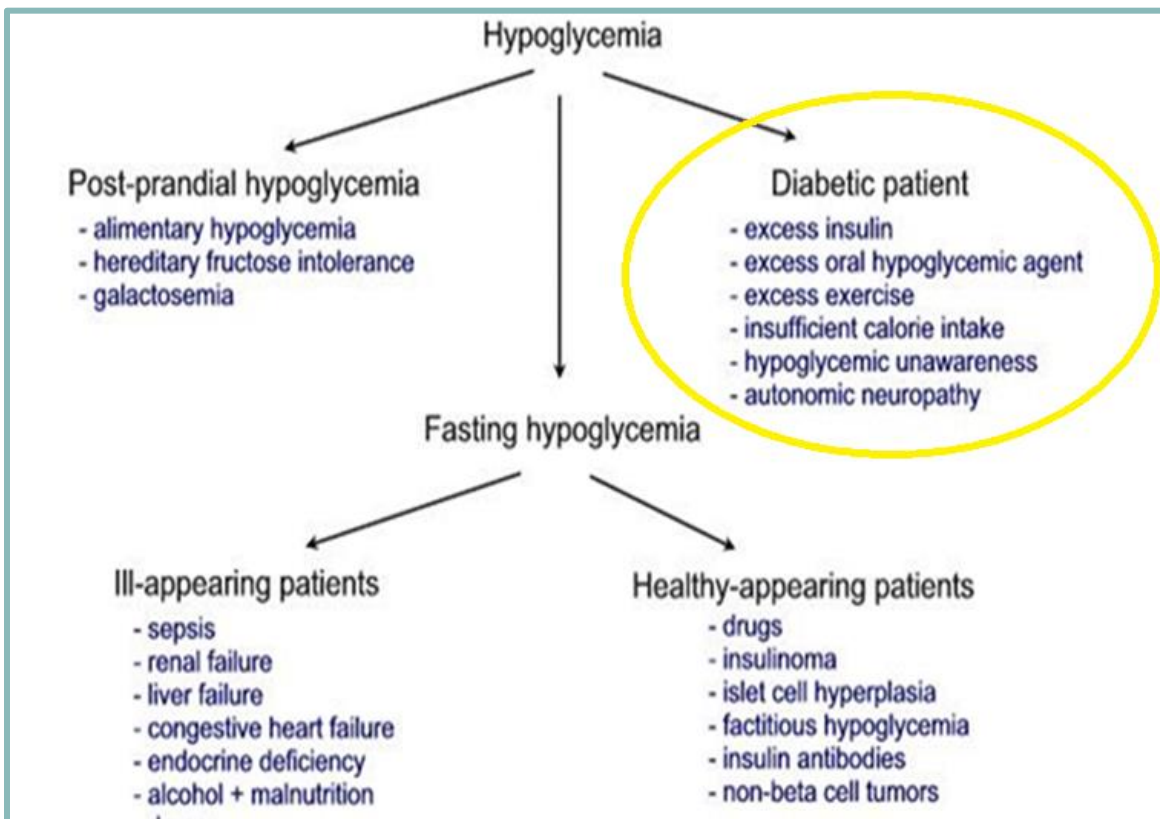 Hypoglycemia
Post-prandial hypoglycemia
- alimentary hypoglycemia
- hereditary fructose intolerance
- galactosemia
Diabetic patient
- excess insulin
- excess oral hypoglycemic agent
- excess exercise
- insufficient calorie intake
- hypoglycemic unawareness
- autonomic neuropathy
Fasting hypoglycemia
Ill-appearing patients
- sepsis
- renal failure
- liver failure
- congestive heart failure
- endocrine deficiency
- alcohol + malnutrition
Healthy-appearing patients
- drugs
- insulinoma
- islet cell hyperplasia
- factitious hypoglycemia
- insulin antibodies
- non-beta cell tumors